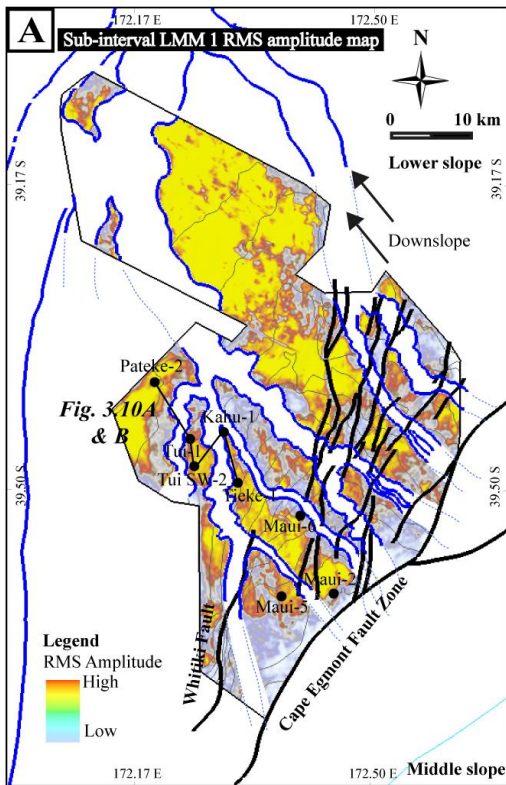 172.17 E
172.50 E
A
Sub-interval LMM 1 RMS amplitude map
N
0
10 km
39.17 S
Lower slope
39.17 S
Downslope
Pateke-2
Fig. 3.10A
& B
Kahu-1
Tui-1
Tui SW-2
Tieke-1
39.50 S
39.50 S
Maui-6
Maui-2
Maui-5
Legend
RMS Amplitude
High
Low
Whitiki Fault
Cape Egmont Fault Zone
Middle slope
172.17 E
172.50 E